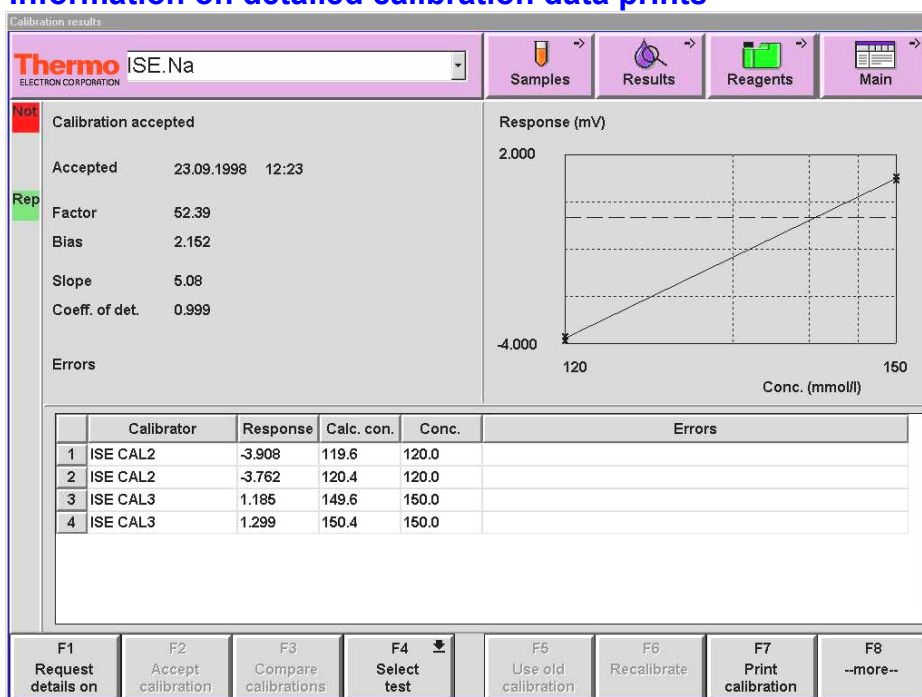 Information on detailed calibration data prints
Calibration results
Thermo
ELECTRON CORPORATION
ISE.Na
Samples
Results
Reagents
Main
Not
Rep
Calibration accepted
Accepted 23.09.1998 12:23
Factor 52.39
Bias 2.152
Slope 5.08
Coeff. of det. 0.999
Errors
Response (mV)
2.000
-4.000
120 150
Conc. (mmol/l)
Calibrator Response Calc. con. Conc. Errors
1 ISE CAL2 -3.908 119.6 120.0
2 ISE CAL2 -3.762 120.4 120.0
3 ISE CAL3 1.185 149.6 150.0
4 ISE CAL3 1.299 150.4 150.0
F1
Request
details on
F2
Accept
calibration
F3
Compare
calibrations
F4
Select
test
F5
Use old
calibration
F6
Recalibrate
F7
Print
calibration
F8
--more--